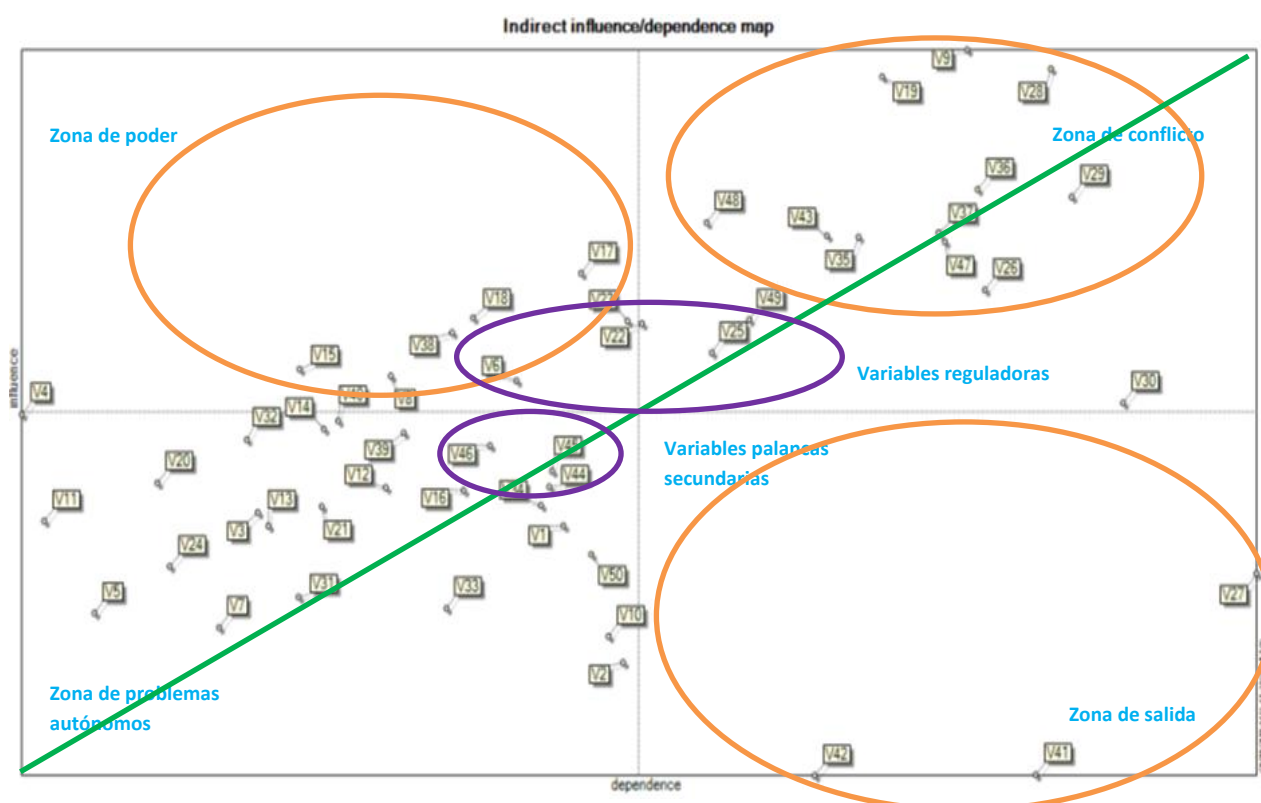 Indirect influence/dependence map
V9
V19
V28
Zona de poder
Zona de conflicto
V36
V29
V48
V43
V37
V17
V35
V47
V26
V18
V49
V22
V25
V38
V15
V6
Variables reguladoras
influence
V4
V30
V8
V14
V32
V39
V46
V45
Variables palancas
secundarias
V20
V12
V44
V16
V11
V13
V3
V21
V1
V24
V50
V31
V33
V5
V27
V7
V10
V2
Zona de problemas
autónomos
Zona de salida
V42
V41
dependence